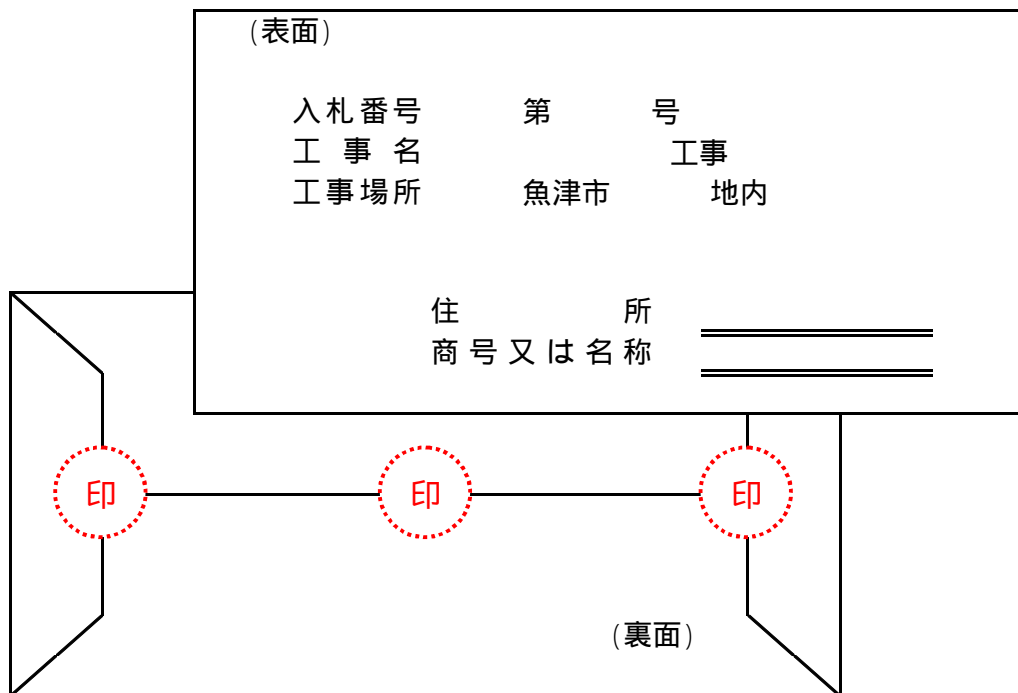 (表面)
入札番号 第 号
工事名 工事
工事場所 魚津市 地内
住 所
商号又は名称
印 印 印
(裏面)